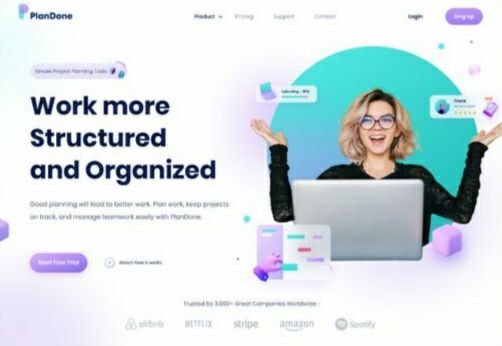 PlanDone
Product Pricing Support Contact Login Sing Up
Simple Project Planning Tools
Uploading... 90%
Frank
Work more
Structured
and Organized
Good planning will lead to better work. Plan work, keep projects
on track, and manage teamwork easily with PlanDone.
Start Free Trial Watch how it works
Trusted by 3,000+ Great Companies Worldwide :
airbnb NETFLIX stripe amazon Spotify